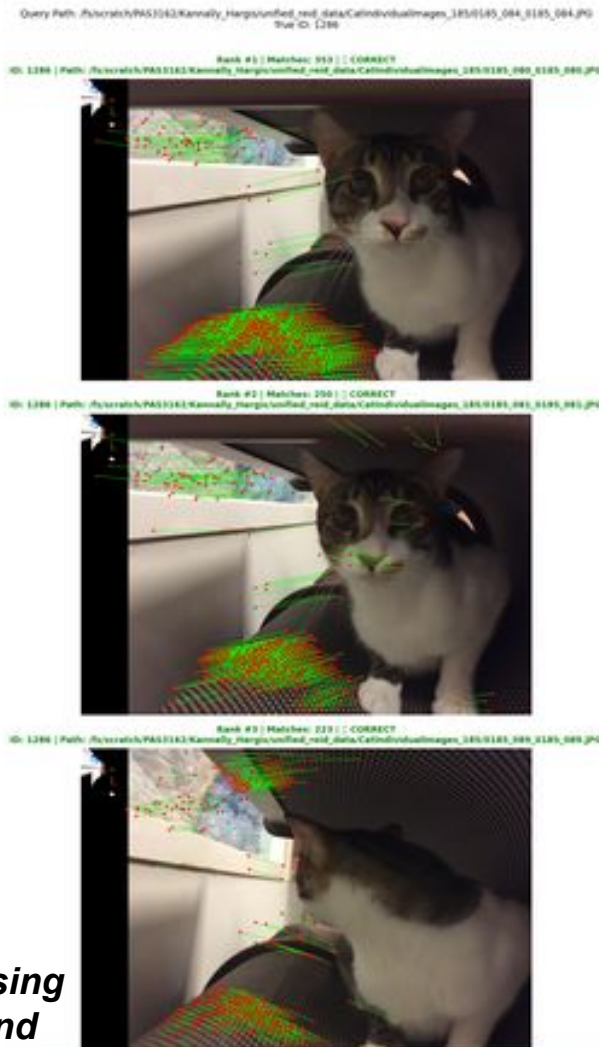 Query Path: /fs/scratch/PAS3162/Kannally_Hargis/unified_reid_data/CatIndividualImages_185/0185_084_0185_084.JPG
True ID: 1286
Rank #1 | Matches: 353 | CORRECT
ID: 1286 | Path: /fs/scratch/PAS3162/Kannally_Hargis/unified_reid_data/CatIndividualImages_185/0185_080_0185_080.JPG
Rank #2 | Matches: 250 | CORRECT
ID: 1286 | Path: /fs/scratch/PAS3162/Kannally_Hargis/unified_reid_data/CatIndividualImages_185/0185_081_0185_081.JPG
Rank #3 | Matches: 223 | CORRECT
ID: 1286 | Path: /fs/scratch/PAS3162/Kannally_Hargis/unified_reid_data/CatIndividualImages_185/0185_089_0185_089.JPG
sing
nd